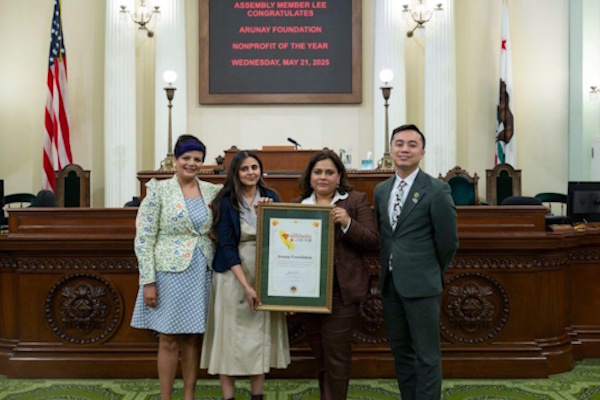 ASSEMBLY MEMBER LEE
CONGRATULATES
ARUNAY FOUNDATION
NONPROFIT OF THE YEAR
WEDNESDAY, MAY 21, 2025
Arunay Foundation